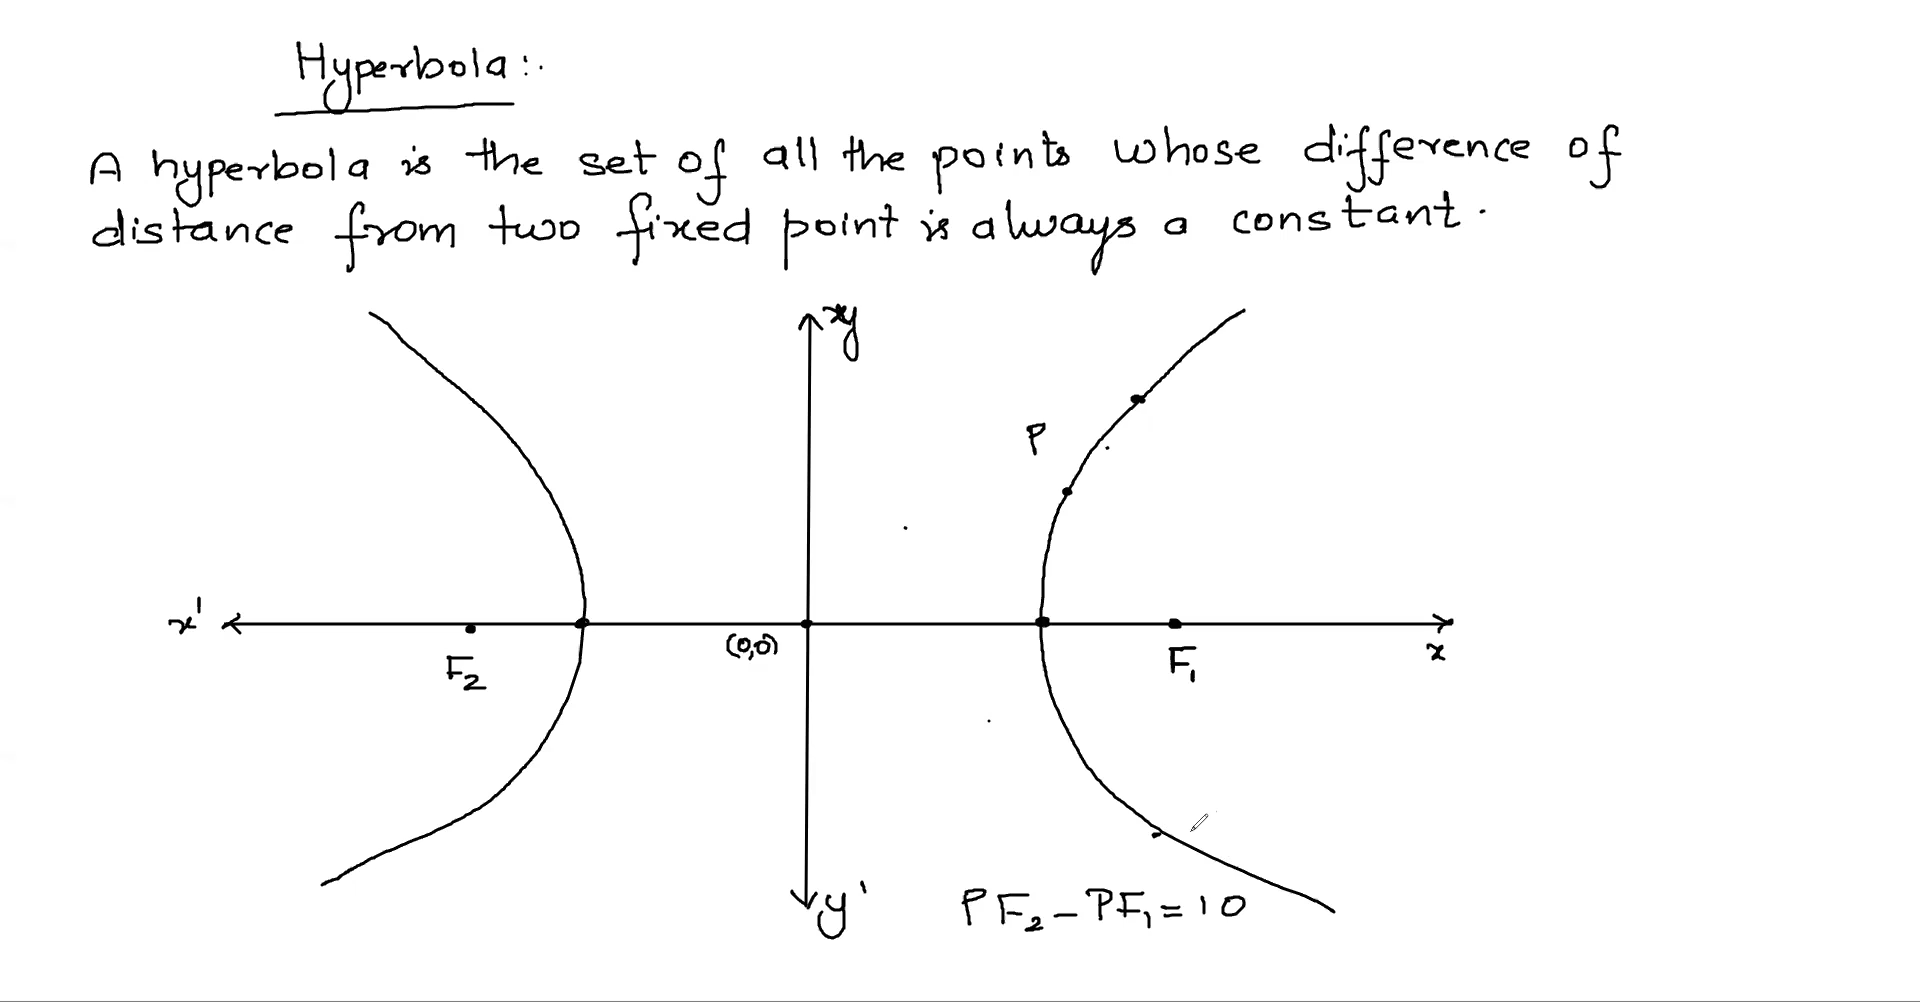 Hyperbola :.
A hyperbola is the set of all the points whose difference of
distance from two fixed point is always a constant.
y
P
x'
(0,0)
F2
F1
x
y'
PF2-PF1=10